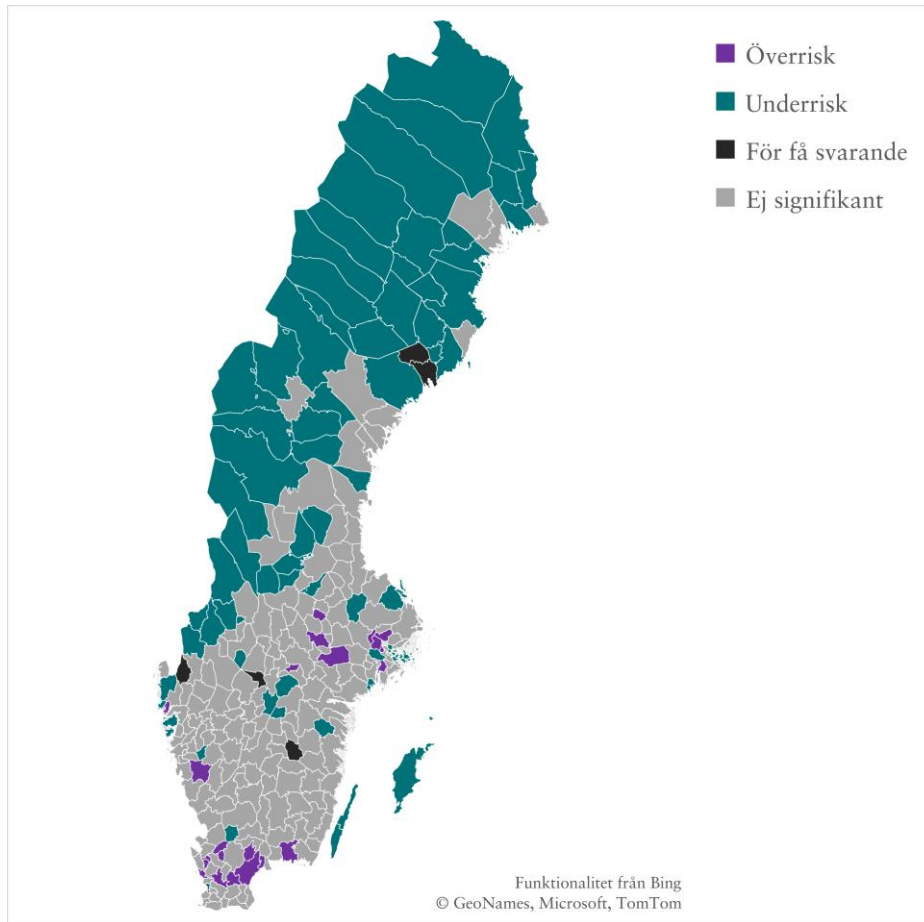 Överrisk
Underrisk
För få svarande
Ej signifikant
Funktionalitet från Bing
© GeoNames, Microsoft, TomTom